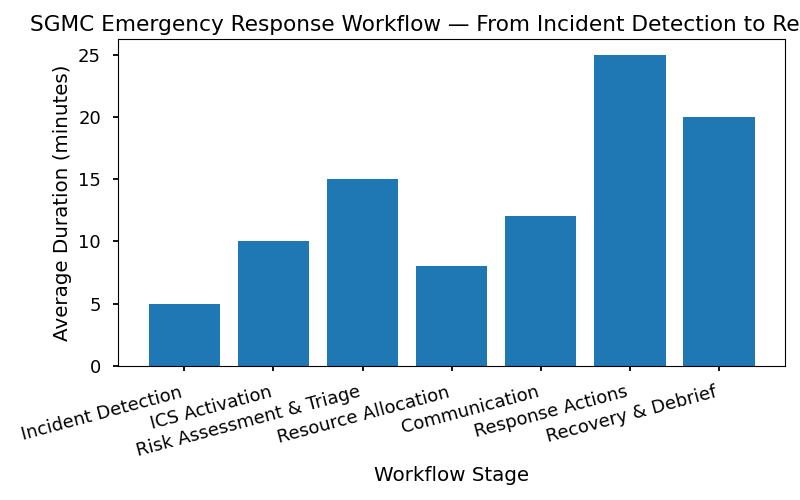 SGMC Emergency Response Workflow — From Incident Detection to Re
Average Duration (minutes)
25
20
15
10
5
0
Incident Detection
ICS Activation
Risk Assessment & Triage
Resource Allocation
Communication
Response Actions
Recovery & Debrief
Workflow Stage